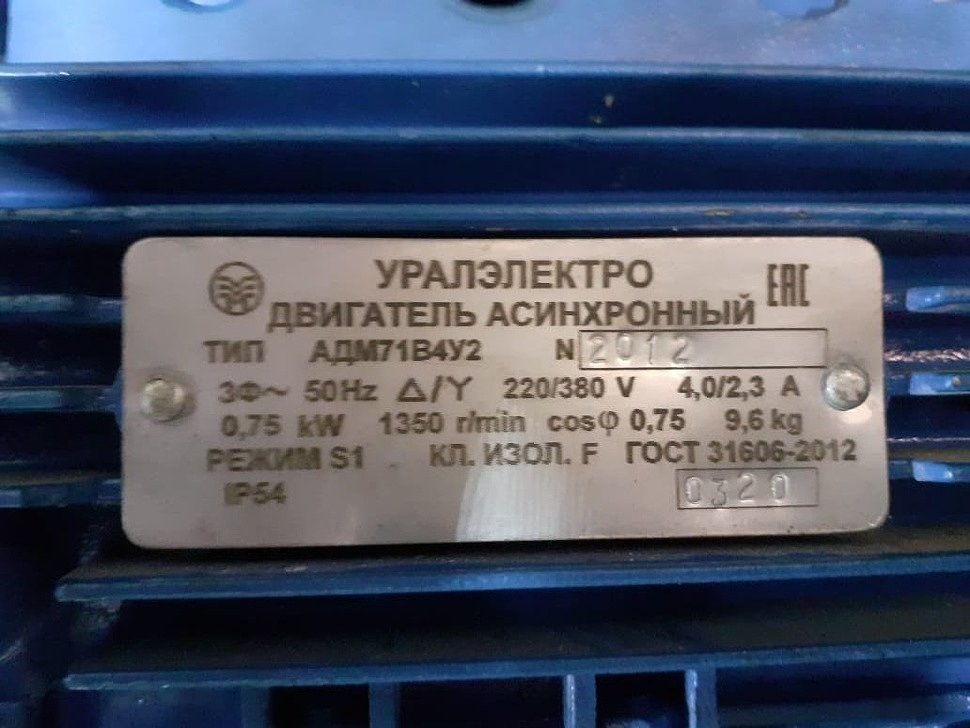 УРАЛЭЛЕКТРО
ДВИГАТЕЛЬ АСИНХРОННЫЙ
EAC
ТИП АДМ71В4У2 N 2012
3Ф~ 50Hz Δ/Y 220/380 V 4,0/2,3 A
0,75 kW 1350 r/min cosφ 0,75 9,6 kg
РЕЖИМ S1 КЛ. ИЗОЛ. F ГОСТ 31606-2012
IP54 0320